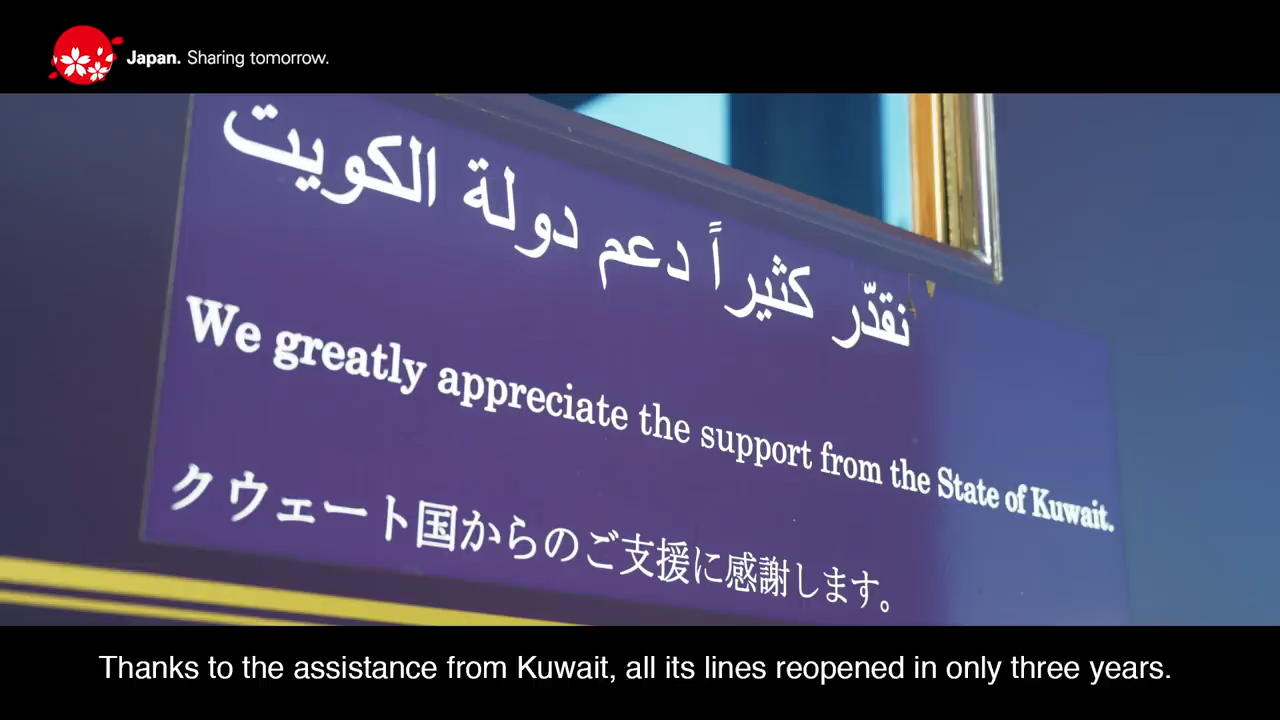 Japan. Sharing tomorrow.
نقدّر كثيراً دعم دولة الكويت
We greatly appreciate the support from the State of Kuwait.
クウェート国からのご支援に感謝します。
Thanks to the assistance from Kuwait, all its lines reopened in only three years.